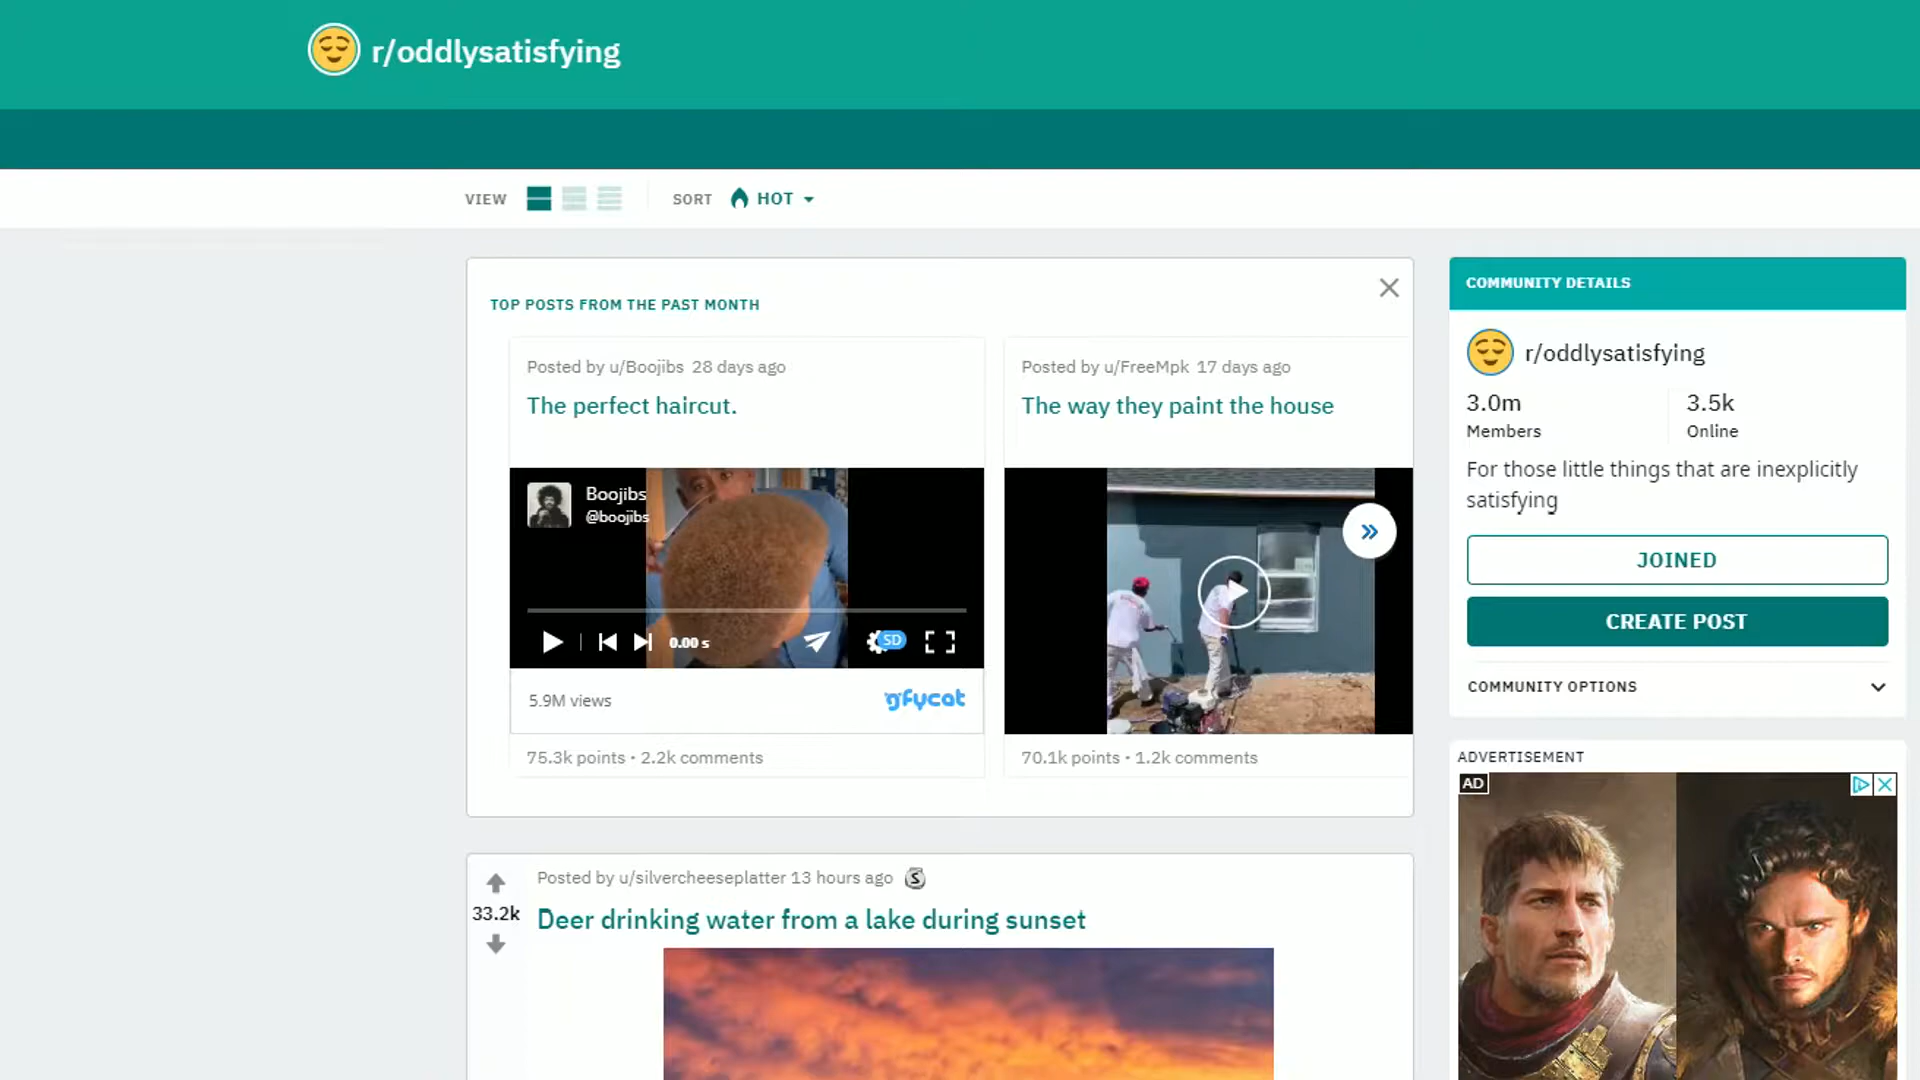 r/oddlysatisfying
VIEW
SORT
HOT
TOP POSTS FROM THE PAST MONTH
Posted by u/Boojibs 28 days ago
The perfect haircut.
Boojibs
@boojibs
0.00 s
SD
5.9M views
gfycat
75.3k points • 2.2k comments
Posted by u/FreeMpk 17 days ago
The way they paint the house
70.1k points • 1.2k comments
33.2k
Posted by u/silvercheeseplatter 13 hours ago
S
Deer drinking water from a lake during sunset
COMMUNITY DETAILS
r/oddlysatisfying
3.0m
Members
3.5k
Online
For those little things that are inexplicitly
satisfying
JOINED
CREATE POST
COMMUNITY OPTIONS
ADVERTISEMENT
AD